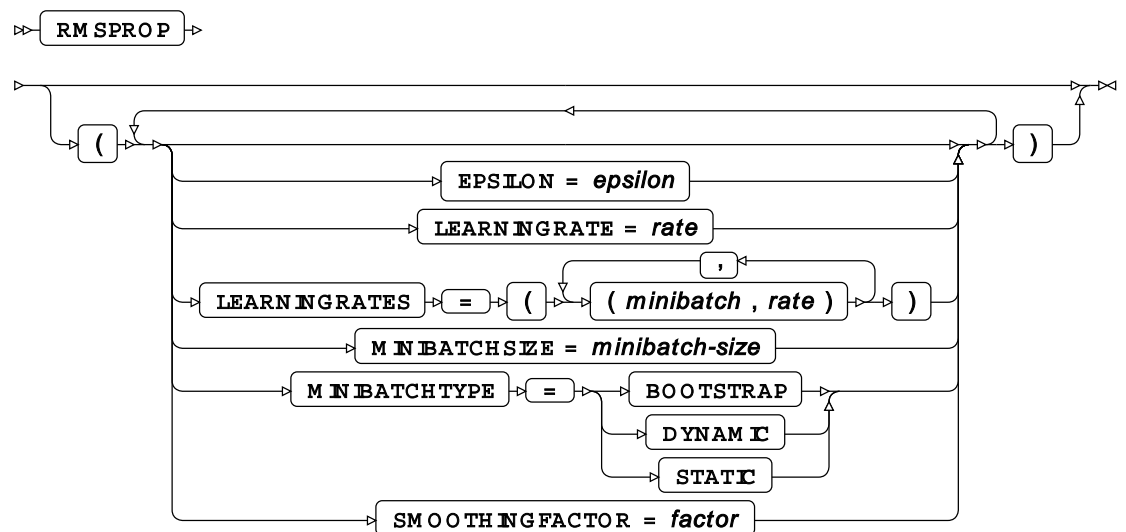 RMSPROP
( )
EPSILON = epsilon
LEARNINGRATE = rate
,
LEARNINGRATES = ( ( minibatch , rate ) )
MINIBATCHSIZE = minibatch-size
MINIBATCHTYPE = BOOTSTRAP
DYNAMIC
STATIC
SMOOTHINGFACTOR = factor